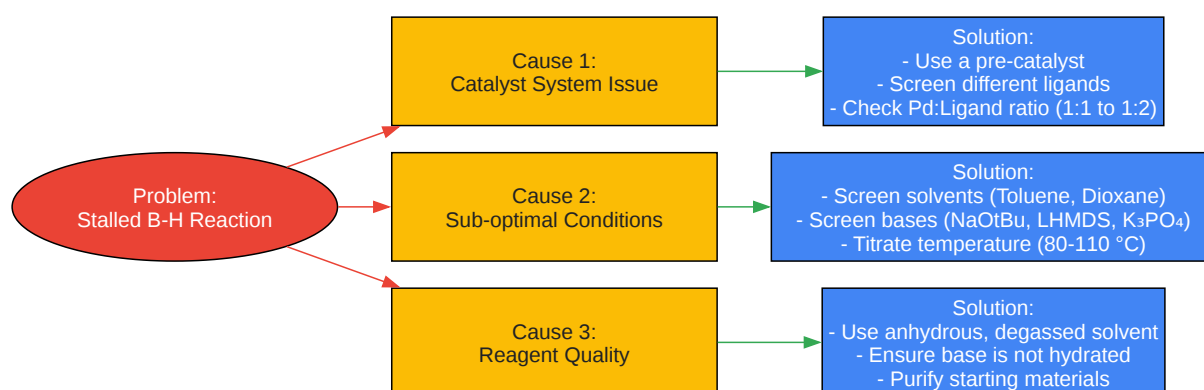 Problem:
Stalled B-H Reaction
Cause 1:
Catalyst System Issue
Solution:
- Use a pre-catalyst
- Screen different ligands
- Check Pd:Ligand ratio (1:1 to 1:2)
Cause 2:
Sub-optimal Conditions
Solution:
- Screen solvents (Toluene, Dioxane)
- Screen bases (NaOtBu, LHMDS, K₃PO₄)
- Titrate temperature (80-110 °C)
Cause 3:
Reagent Quality
Solution:
- Use anhydrous, degassed solvent
- Ensure base is not hydrated
- Purify starting materials